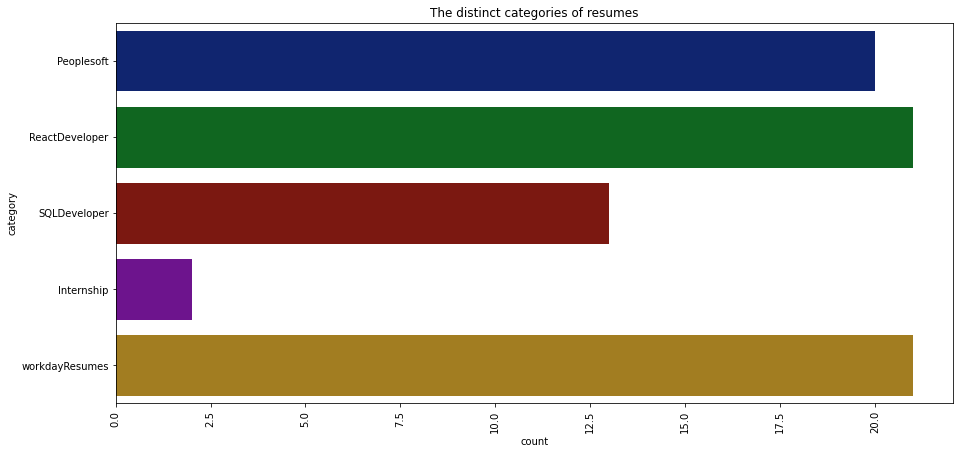 The distinct categories of resumes
Peoplesoft
ReactDeveloper
SQLDeveloper
Internship
workdayResumes
category
0.0
2.5
5.0
7.5
10.0
12.5
15.0
17.5
20.0
count